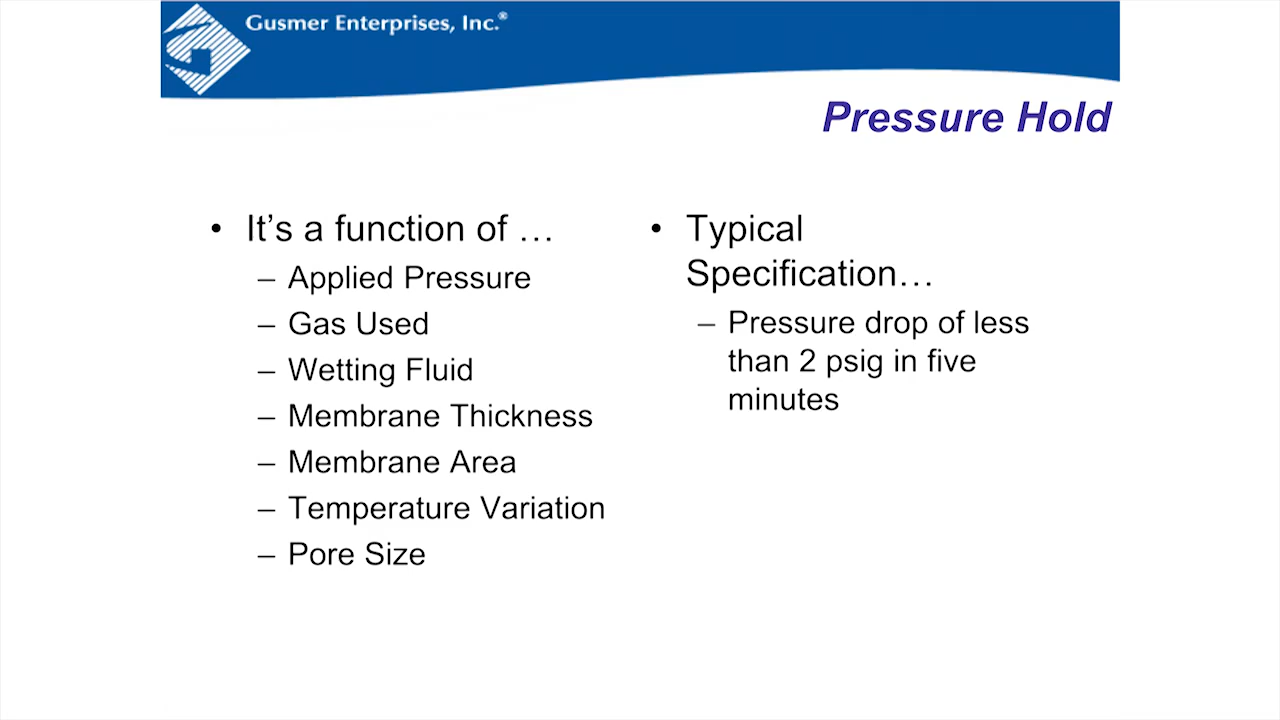 Gusmer Enterprises, Inc.®
Pressure Hold
• It’s a function of …
– Applied Pressure
– Gas Used
– Wetting Fluid
– Membrane Thickness
– Membrane Area
– Temperature Variation
– Pore Size
• Typical
Specification…
– Pressure drop of less
than 2 psig in five
minutes